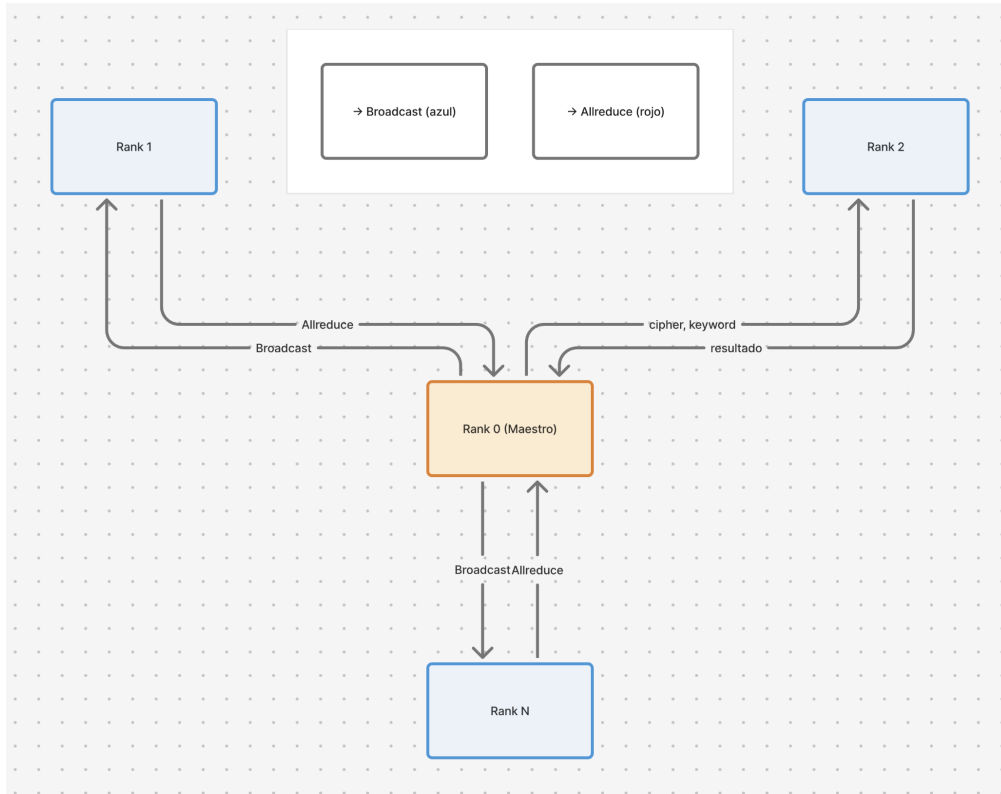 → Broadcast (azul)
→ Allreduce (rojo)
Rank 1
Rank 2
Allreduce
cipher, keyword
Broadcast
resultado
Rank 0 (Maestro)
Broadcast
Allreduce
Rank N